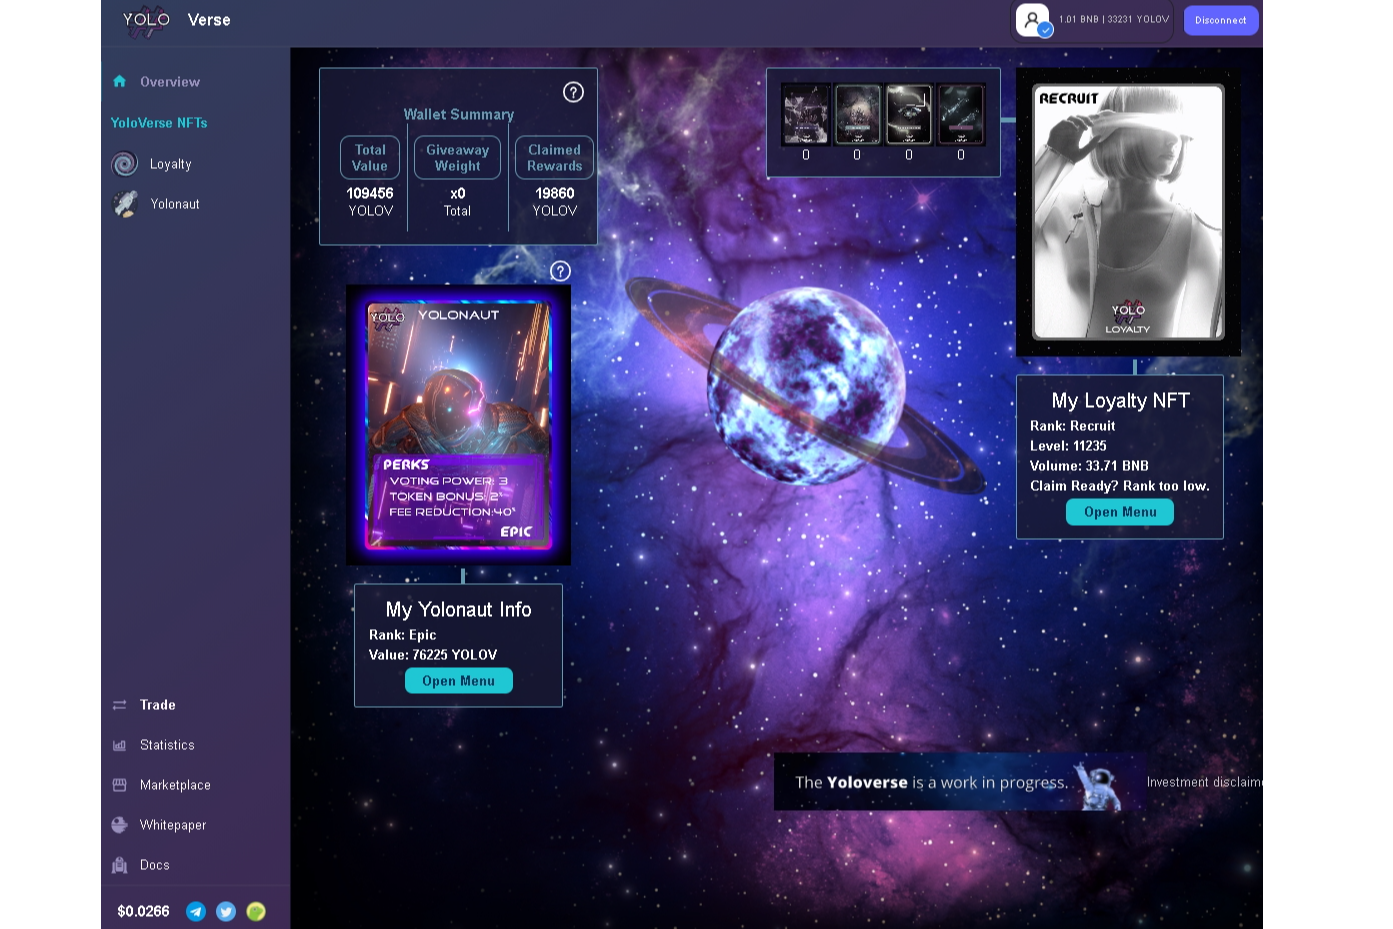 YOLO Verse
1.01 BNB | 33231 YOLOV
Disconnect
Overview
YoloVerse NFTs
Loyalty
Yolonaut
Trade
Statistics
Marketplace
Whitepaper
Docs
$0.0266
?
Wallet Summary
Total Value
Giveaway Weight
Claimed Rewards
109456 YOLOV
x0 Total
19860 YOLOV
?
YOLO YOLONAUT
PERKS
VOTING POWER: 3
TOKEN BONUS: 2%
FEE REDUCTION:40%
EPIC
My Yolonaut Info
Rank: Epic
Value: 76225 YOLOV
Open Menu
0 0 0 0
RECRUIT
YOLO
LOYALTY
My Loyalty NFT
Rank: Recruit
Level: 11235
Volume: 33.71 BNB
Claim Ready? Rank too low.
Open Menu
The Yoloverse is a work in progress.
Investment disclaim